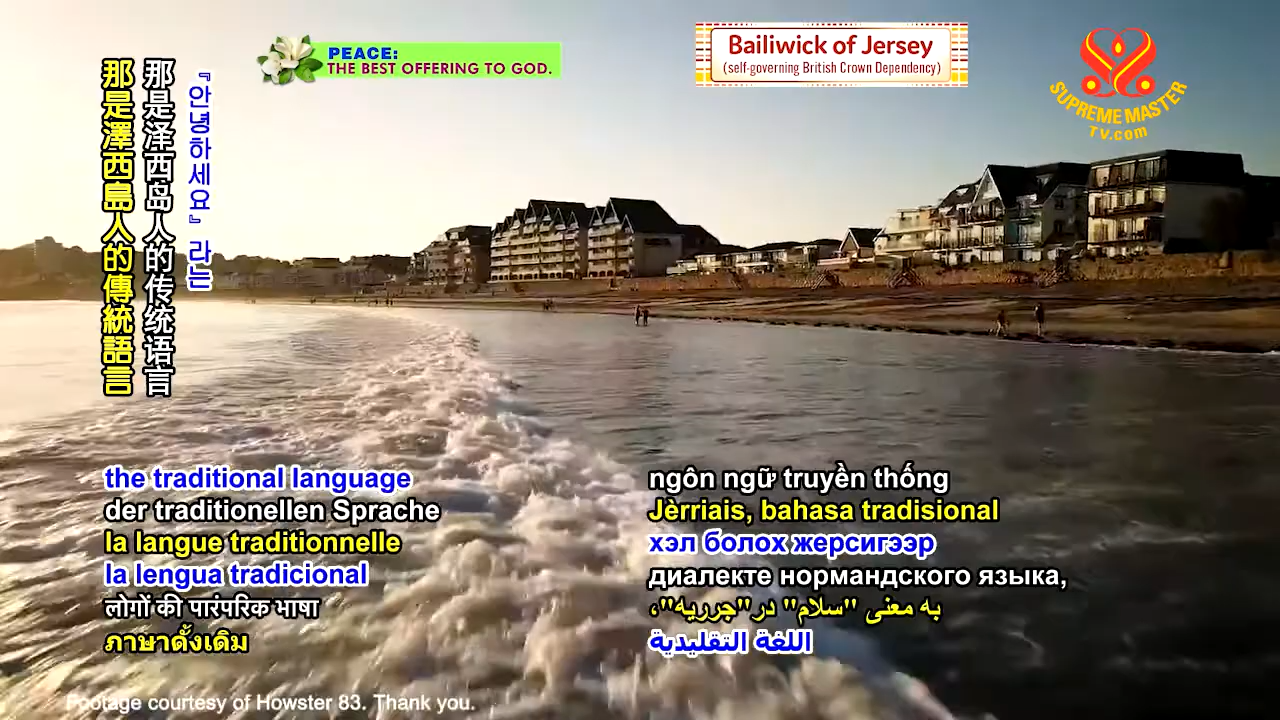 PEACE:
THE BEST OFFERING TO GOD.
Bailiwick of Jersey
(self-governing British Crown Dependency)
SUPREME MASTER
TV.com
『안녕하세요』 라는
那是泽西岛人的传统语言
那是澤西島人的傳統語言
the traditional language
der traditionellen Sprache
la langue traditionnelle
la lengua tradicional
लोगों की पारंपरिक भाषा
ภาษาดั้งเดิม
ngôn ngữ truyền thống
Jèrriais, bahasa tradisional
хэл болох жерсигээр
диалекте нормандского языка,
به معنی "سلام" در"جرریه"،
اللغة التقليدية
Footage courtesy of Howster 83. Thank you.